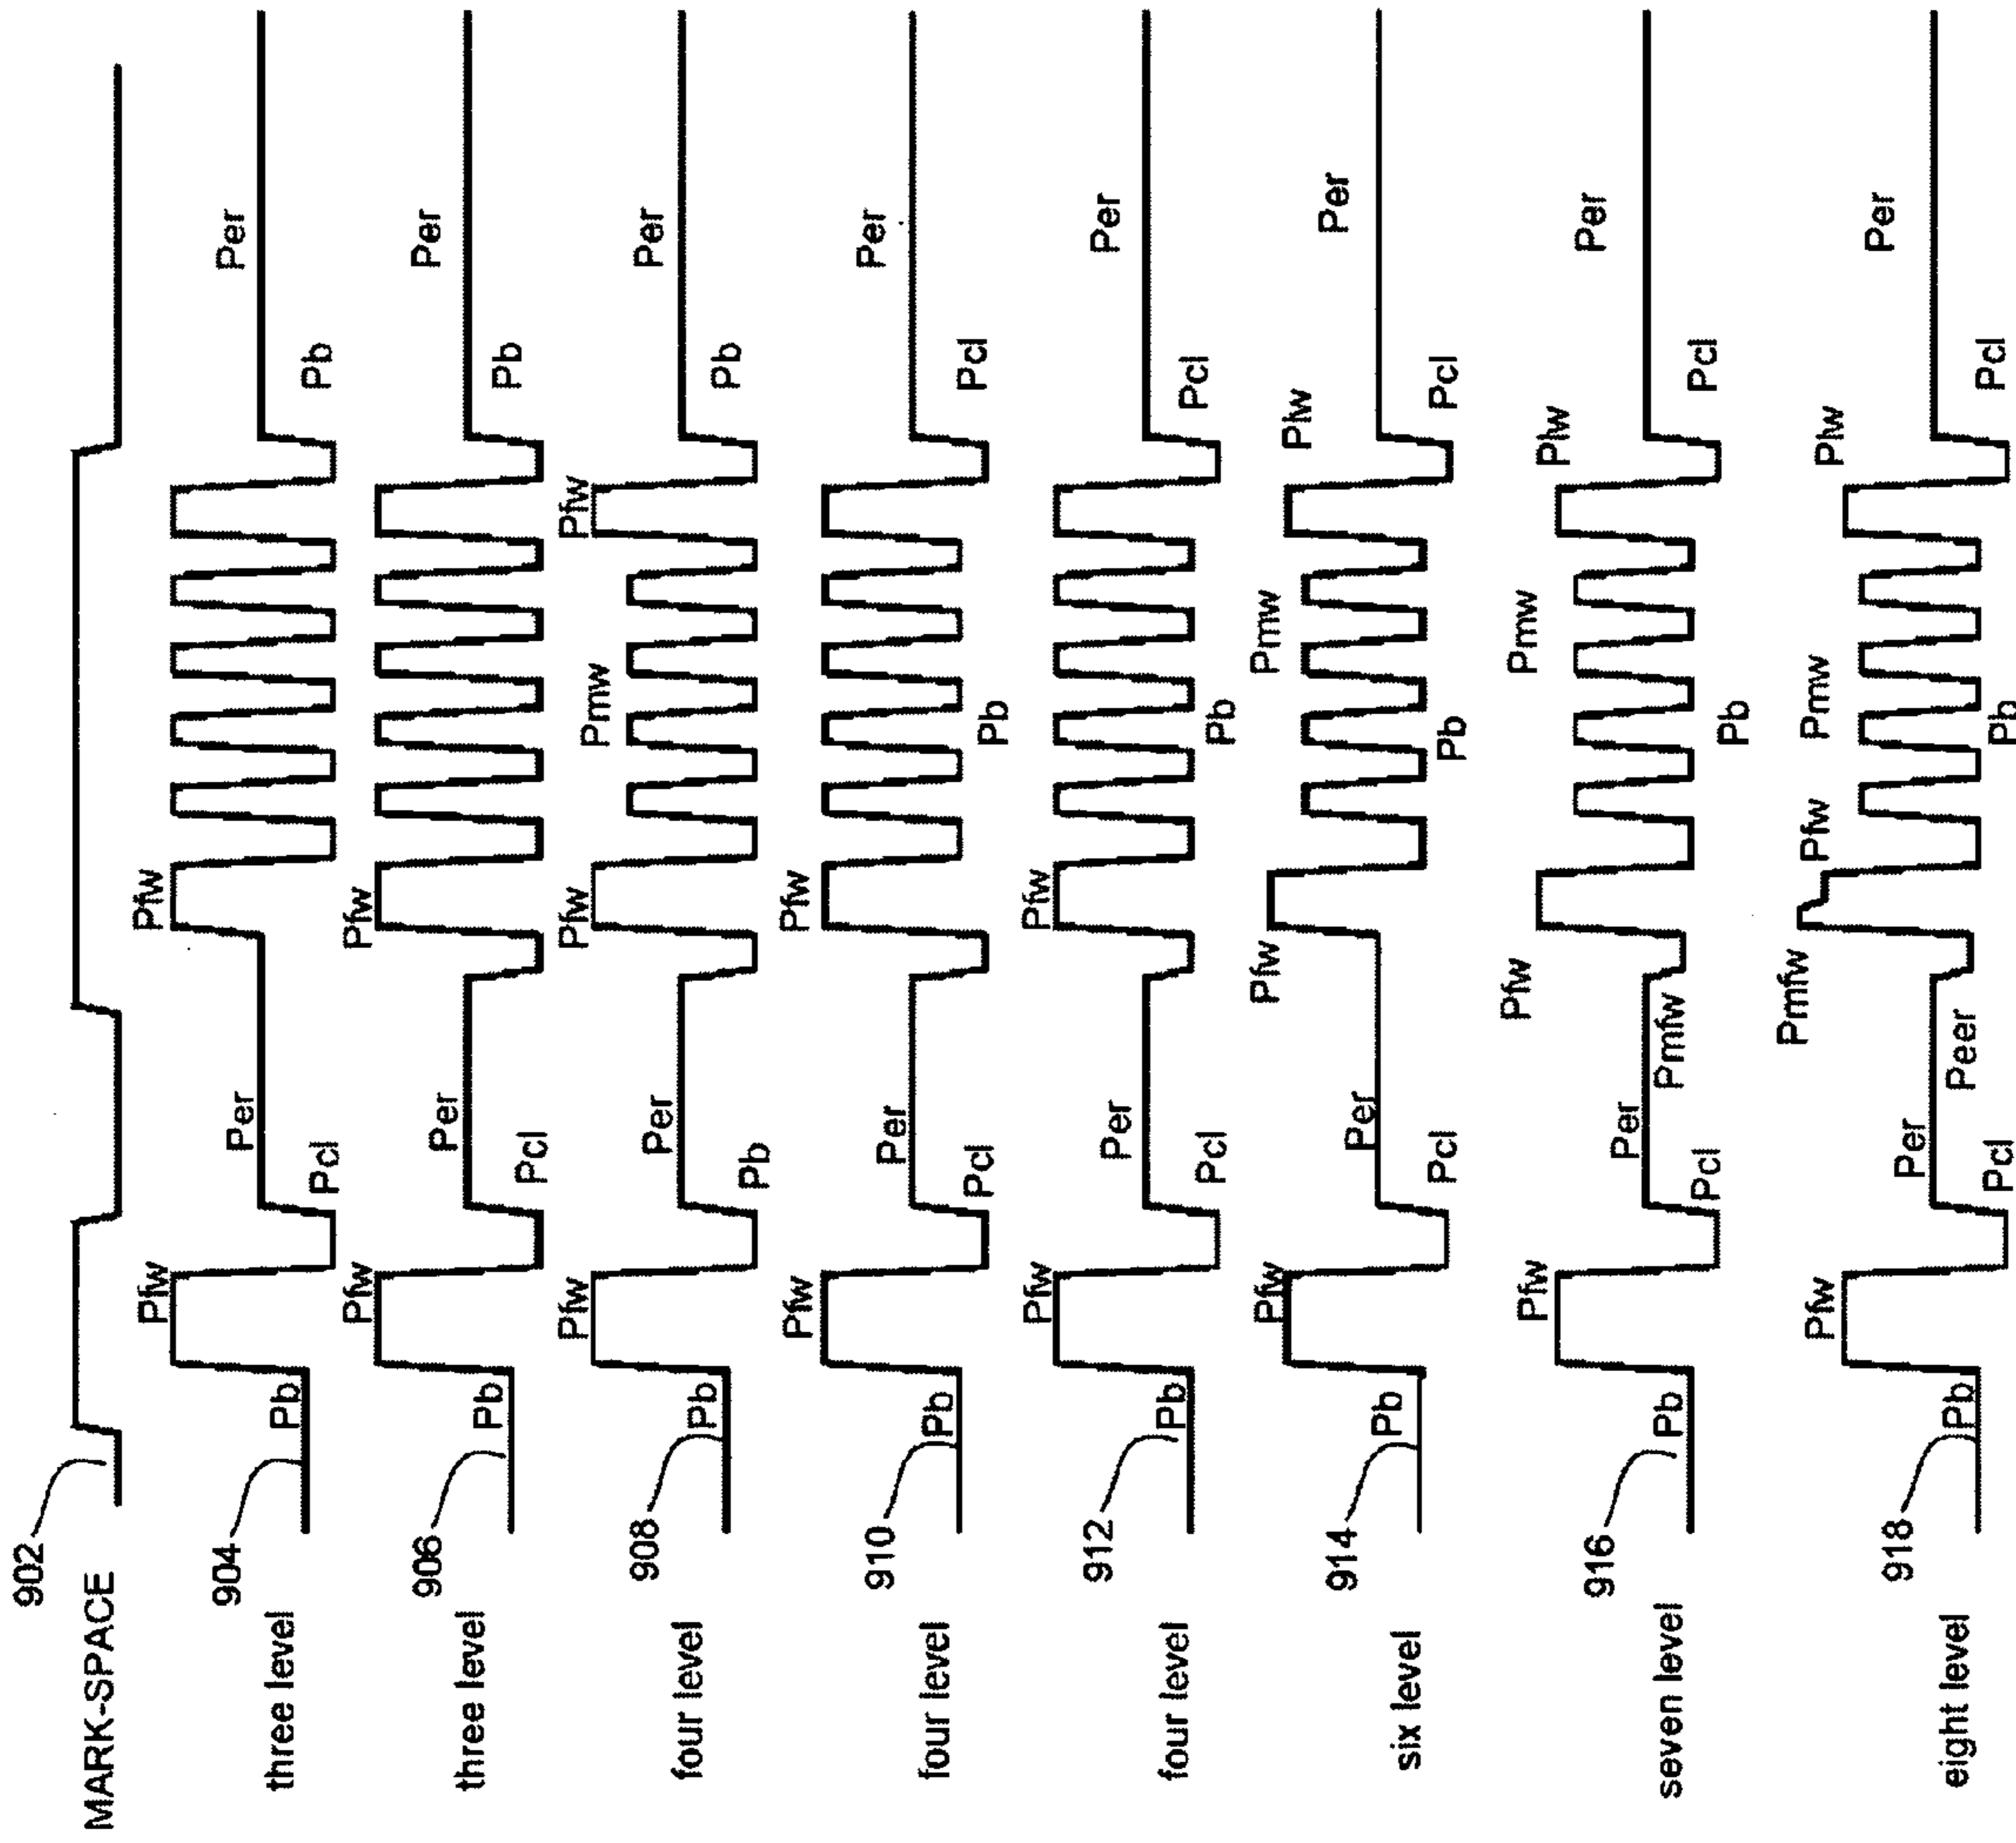 902
MARK-SPACE
904
three level
Pfw Pfw
Per Per
Pb Pcl Pb
906
three level
Pfw Pfw
Per Per
Pb Pcl Pb
908
four level
Pfw Pfw Pmw Pfw
Per Per
Pb Pb Pb
910
four level
Pfw Pfw
Per Per
Pb Pcl Pb Pcl
912
four level
Pfw Pfw
Per Per
Pb Pcl Pb Pcl
914
six level
Pfw Pfw Pmw Plw
Per Per
Pb Pcl Pb Pcl
916
seven level
Pfw Pfw Pmw Plw
Per Pmfw Per
Pb Pcl Pb Pcl
918
eight level
Pfw Pmfw Pfw Pmw Plw
Per Peer Per
Pb Pcl Pb Pcl